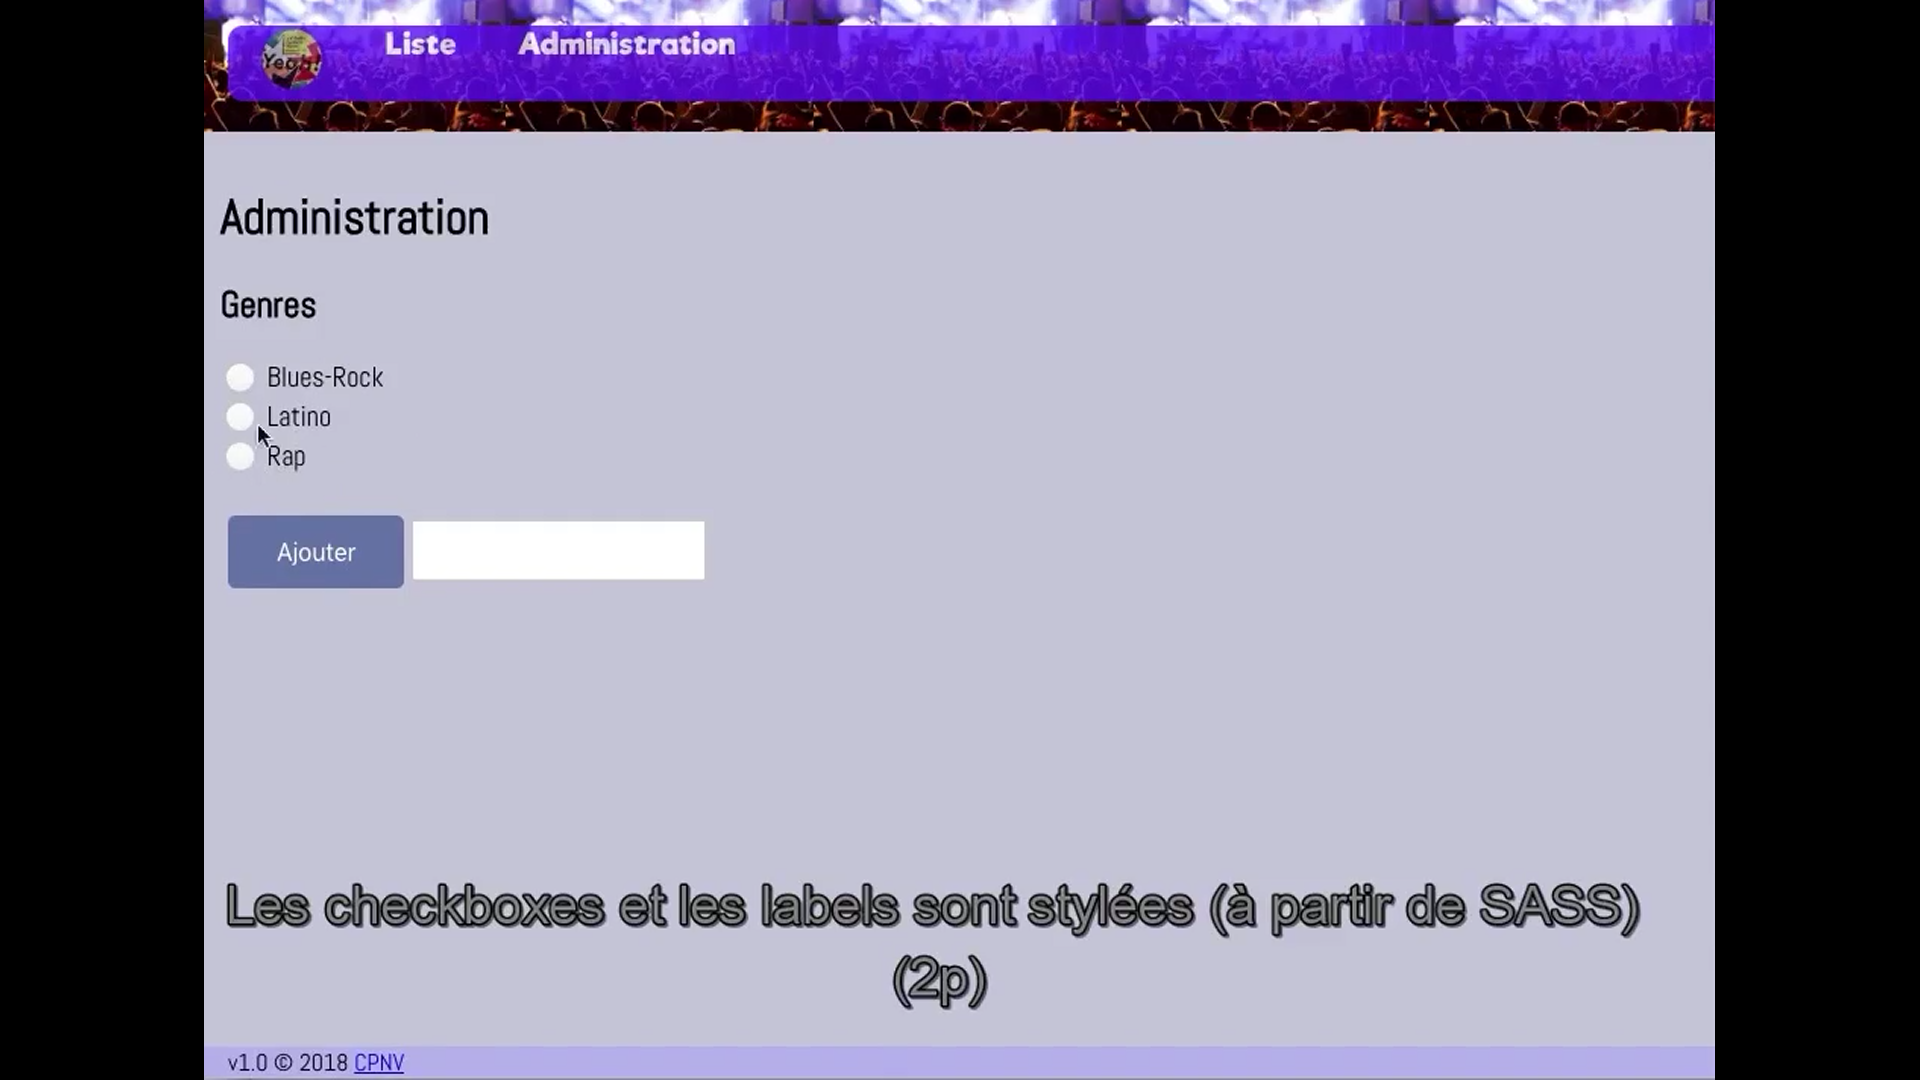 Yeah!
Liste
Administration
Administration
Genres
Blues-Rock
Latino
Rap
Ajouter
Les checkboxes et les labels sont stylées (à partir de SASS)
(2p)
v1.0 © 2018 CPNV